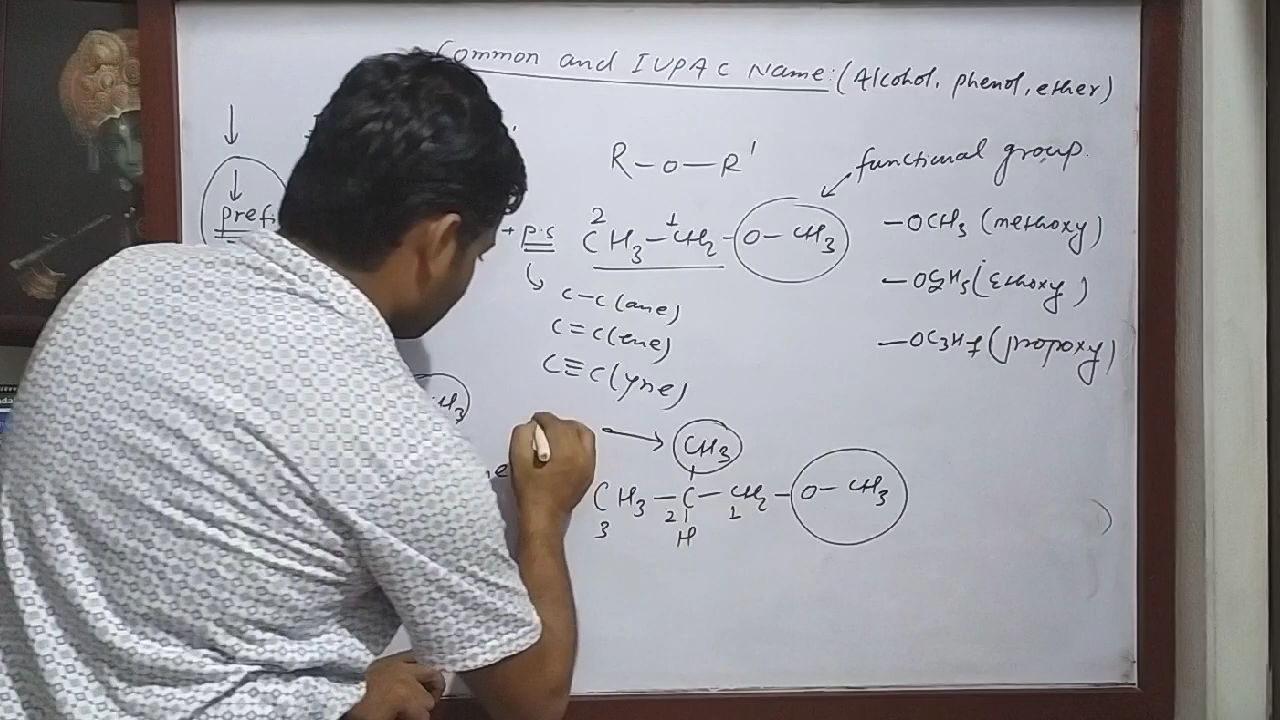 Common and IUPAC Name: (Alcohol, phenol, ether)
R-O-R'
functional group.
prefi
+ p.s
2 1
CH3-CH2-O-CH3
-OCH3 (methoxy)
-OC2H5 (Ethoxy)
-OC3H7 (propoxy)
C-C (ane)
C=C (ene)
C≡C (yne)
CH3
CH3-C-CH2-O-CH3
3 2 1
H